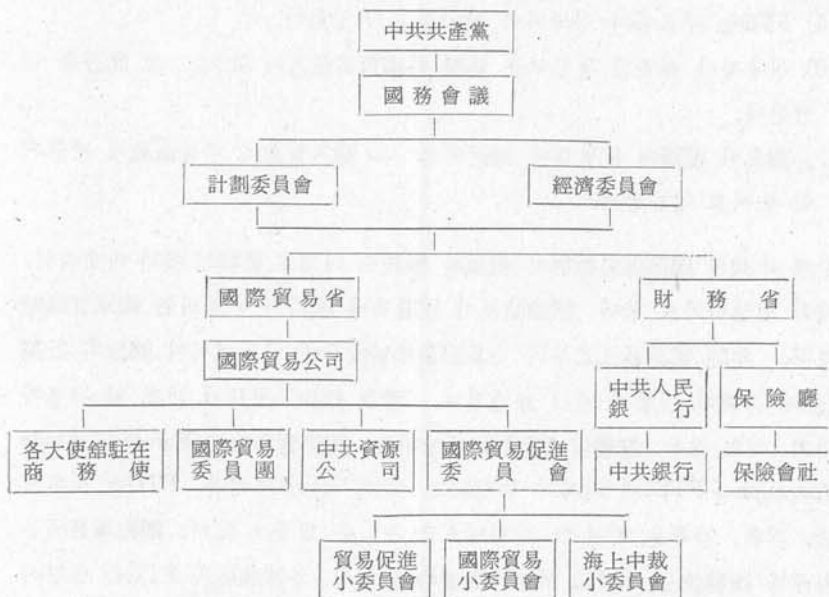 中共共產黨
國務會議
計劃委員會
經濟委員會
國際貿易省
財務省
國際貿易公司
中共人民
銀行
保險廳
各大使舘駐在
商務使
國際貿易
委員團
中共資源
公司
國際貿易促進
委員會
中共銀行
保險會社
貿易促進
小委員會
國際貿易
小委員會
海上中裁
小委員會